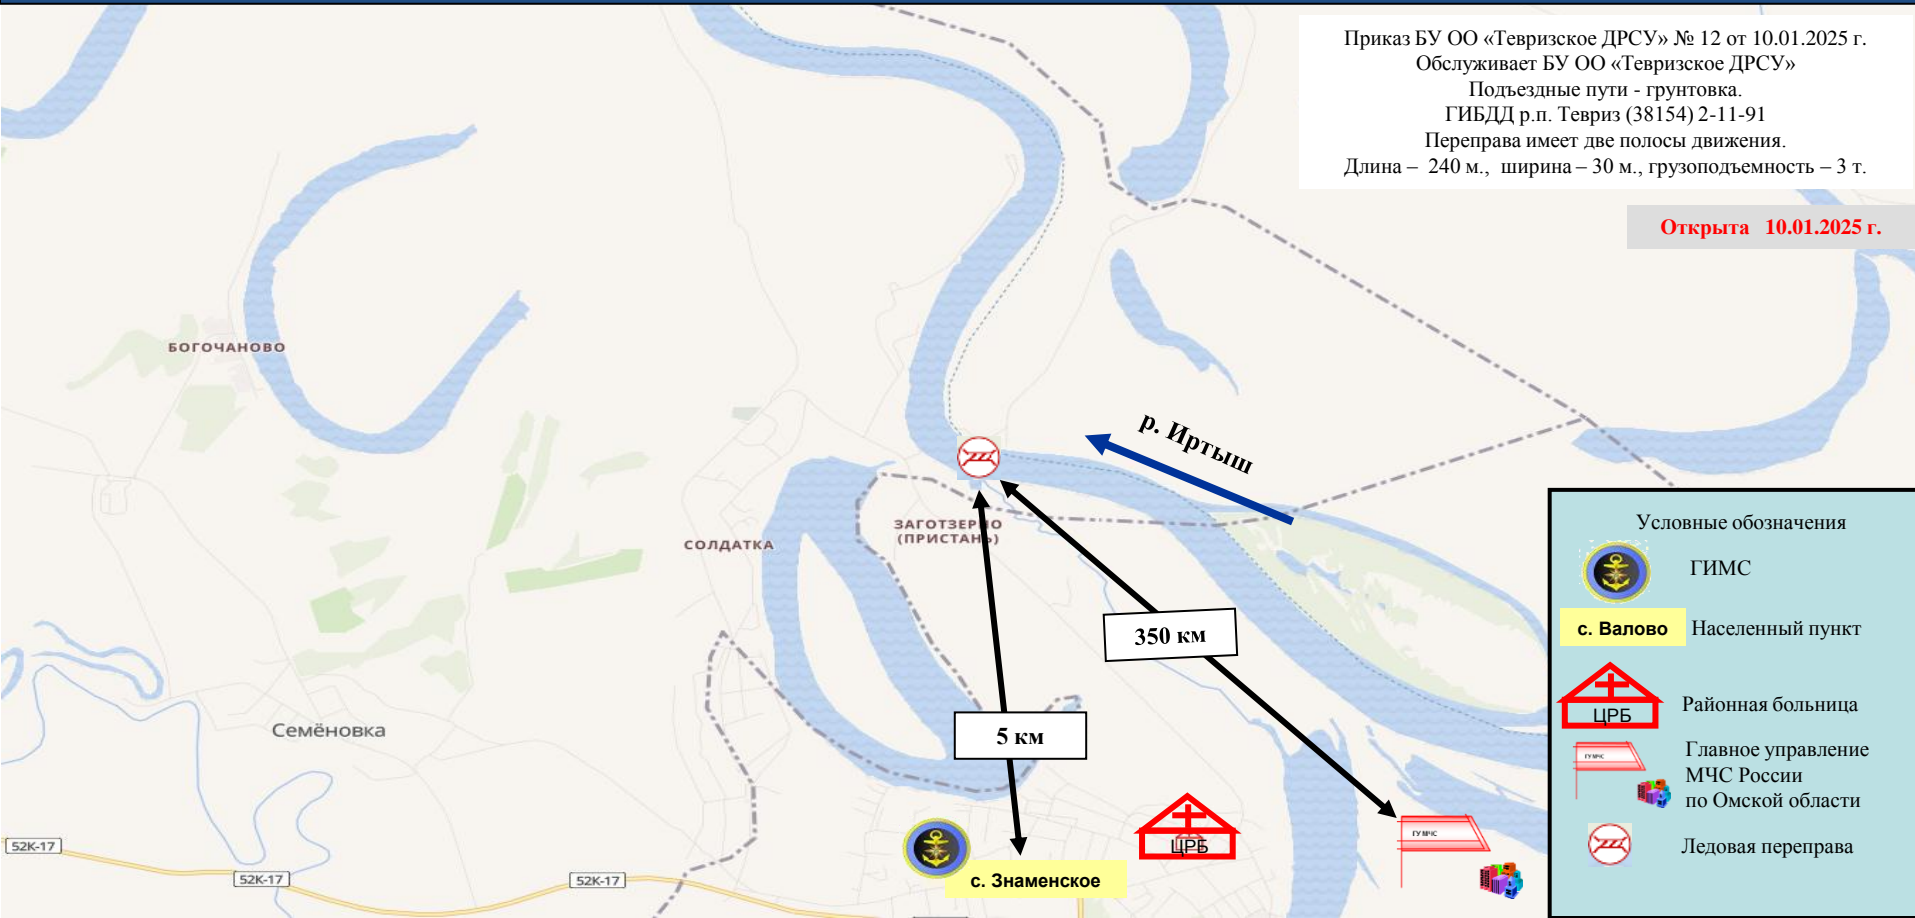 Приказ БУ ОО «Тевризское ДРСУ» № 12 от 10.01.2025 г.
Обслуживает БУ ОО «Тевризское ДРСУ»
Подъездные пути - грунтовка.
ГИБДД р.п. Тевриз (38154) 2-11-91
Переправа имеет две полосы движения.
Длина – 240 м., ширина – 30 м., грузоподъемность – 3 т.
Открыта 10.01.2025 г.
БОГОЧАНОВО
р. Иртыш
ЗАГОТЗЕРНО
(ПРИСТАНЬ)
СОЛДАТКА
350 км
Семёновка
5 км
52К-17
52К-17
52К-17
ЦРБ
ГУ МЧС
с. Знаменское
Условные обозначения
ГИМС
с. Валово
Населенный пункт
ЦРБ
Районная больница
ГУ МЧС
Главное управление
МЧС России
по Омской области
Ледовая переправа